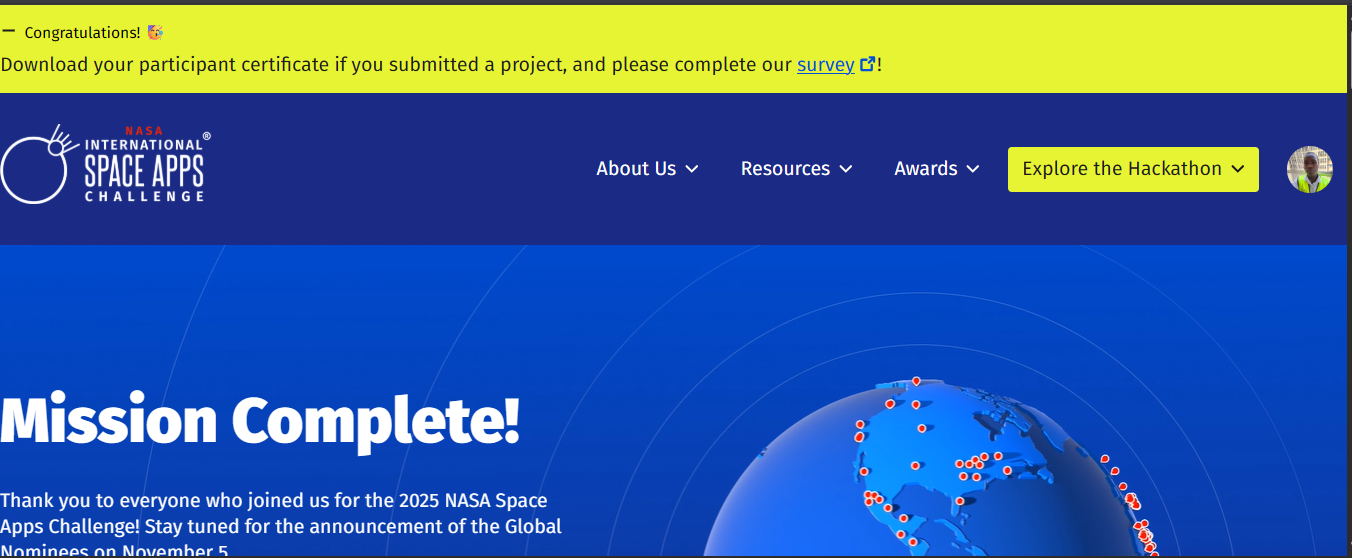 Congratulations! 🥳
Download your participant certificate if you submitted a project, and please complete our survey!
NASA
INTERNATIONAL®
SPACE APPS
CHALLENGE
About Us
Resources
Awards
Explore the Hackathon
Mission Complete!
Thank you to everyone who joined us for the 2025 NASA Space
Apps Challenge! Stay tuned for the announcement of the Global
Nominees on November 5